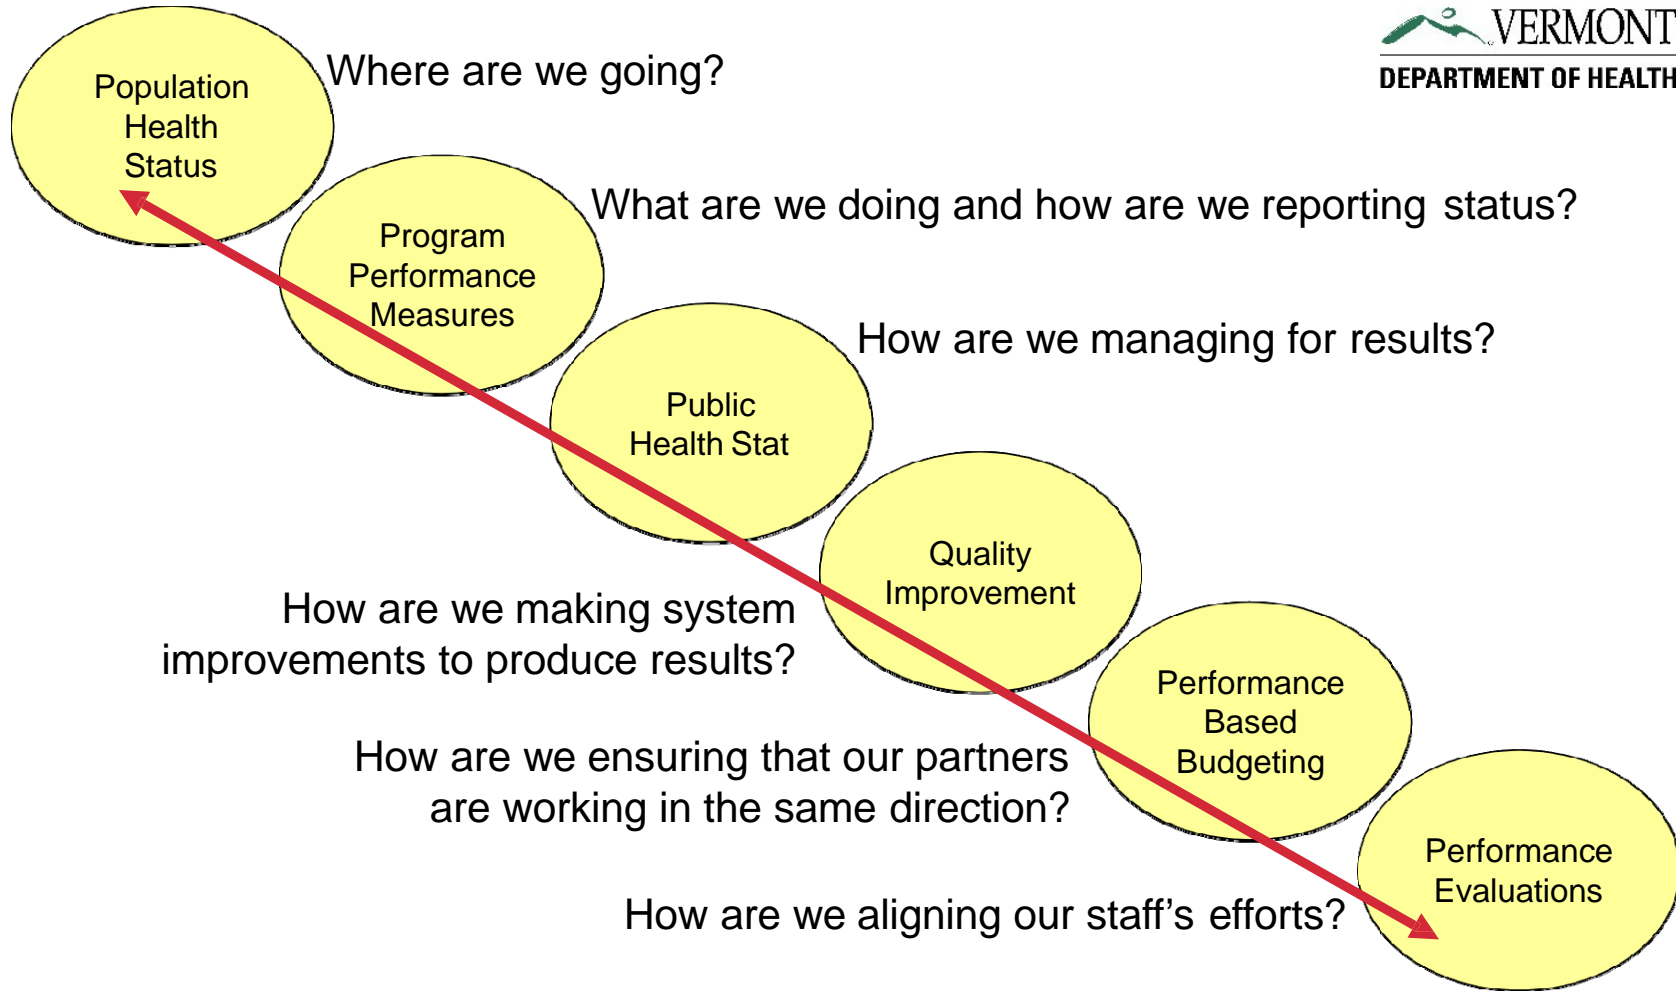 VERMONT
DEPARTMENT OF HEALTH
Population
Health
Status
Where are we going?
Program
Performance
Measures
What are we doing and how are we reporting status?
Public
Health Stat
How are we managing for results?
Quality
Improvement
How are we making system
improvements to produce results?
Performance
Based
Budgeting
How are we ensuring that our partners
are working in the same direction?
Performance
Evaluations
How are we aligning our staff’s efforts?